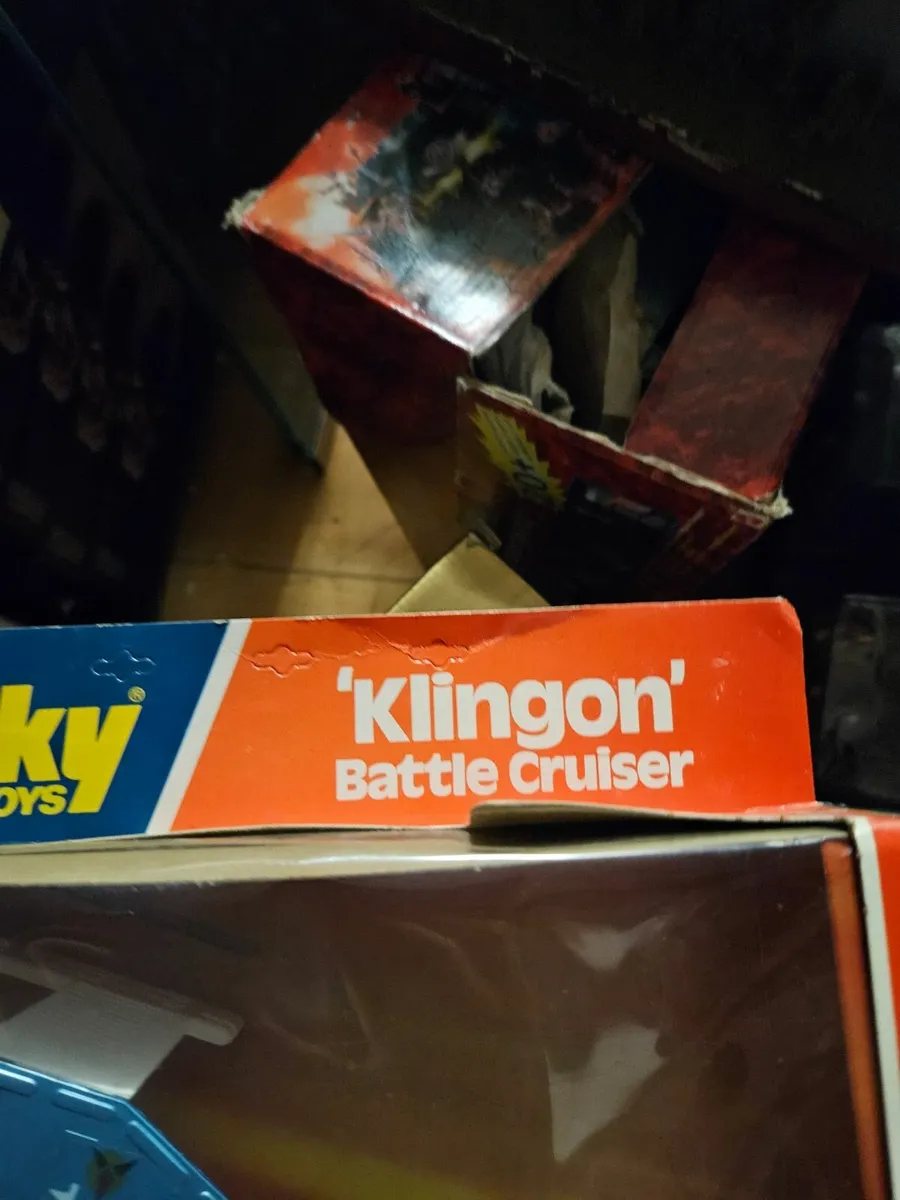 ky®
OYS
'Klingon'
Battle Cruiser